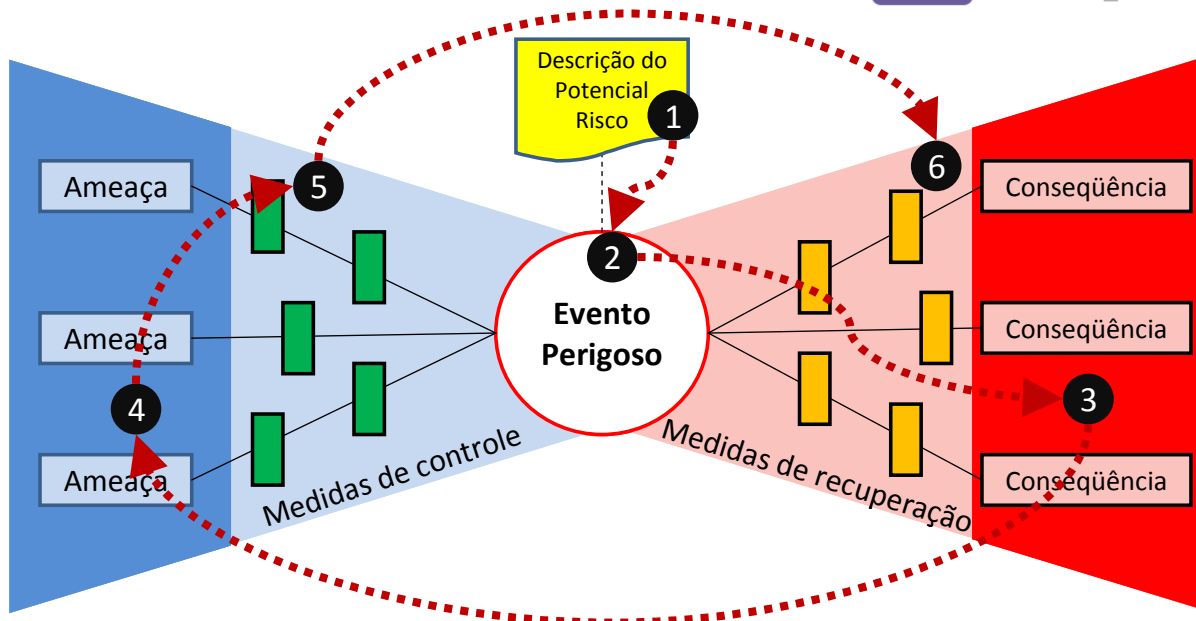 Descrição do
Potencial
Risco
1
5
6
Ameaça
Conseqüência
2
Evento
Perigoso
Ameaça
Conseqüência
4
3
Ameaça
Conseqüência
Medidas de controle
Medidas de recuperação